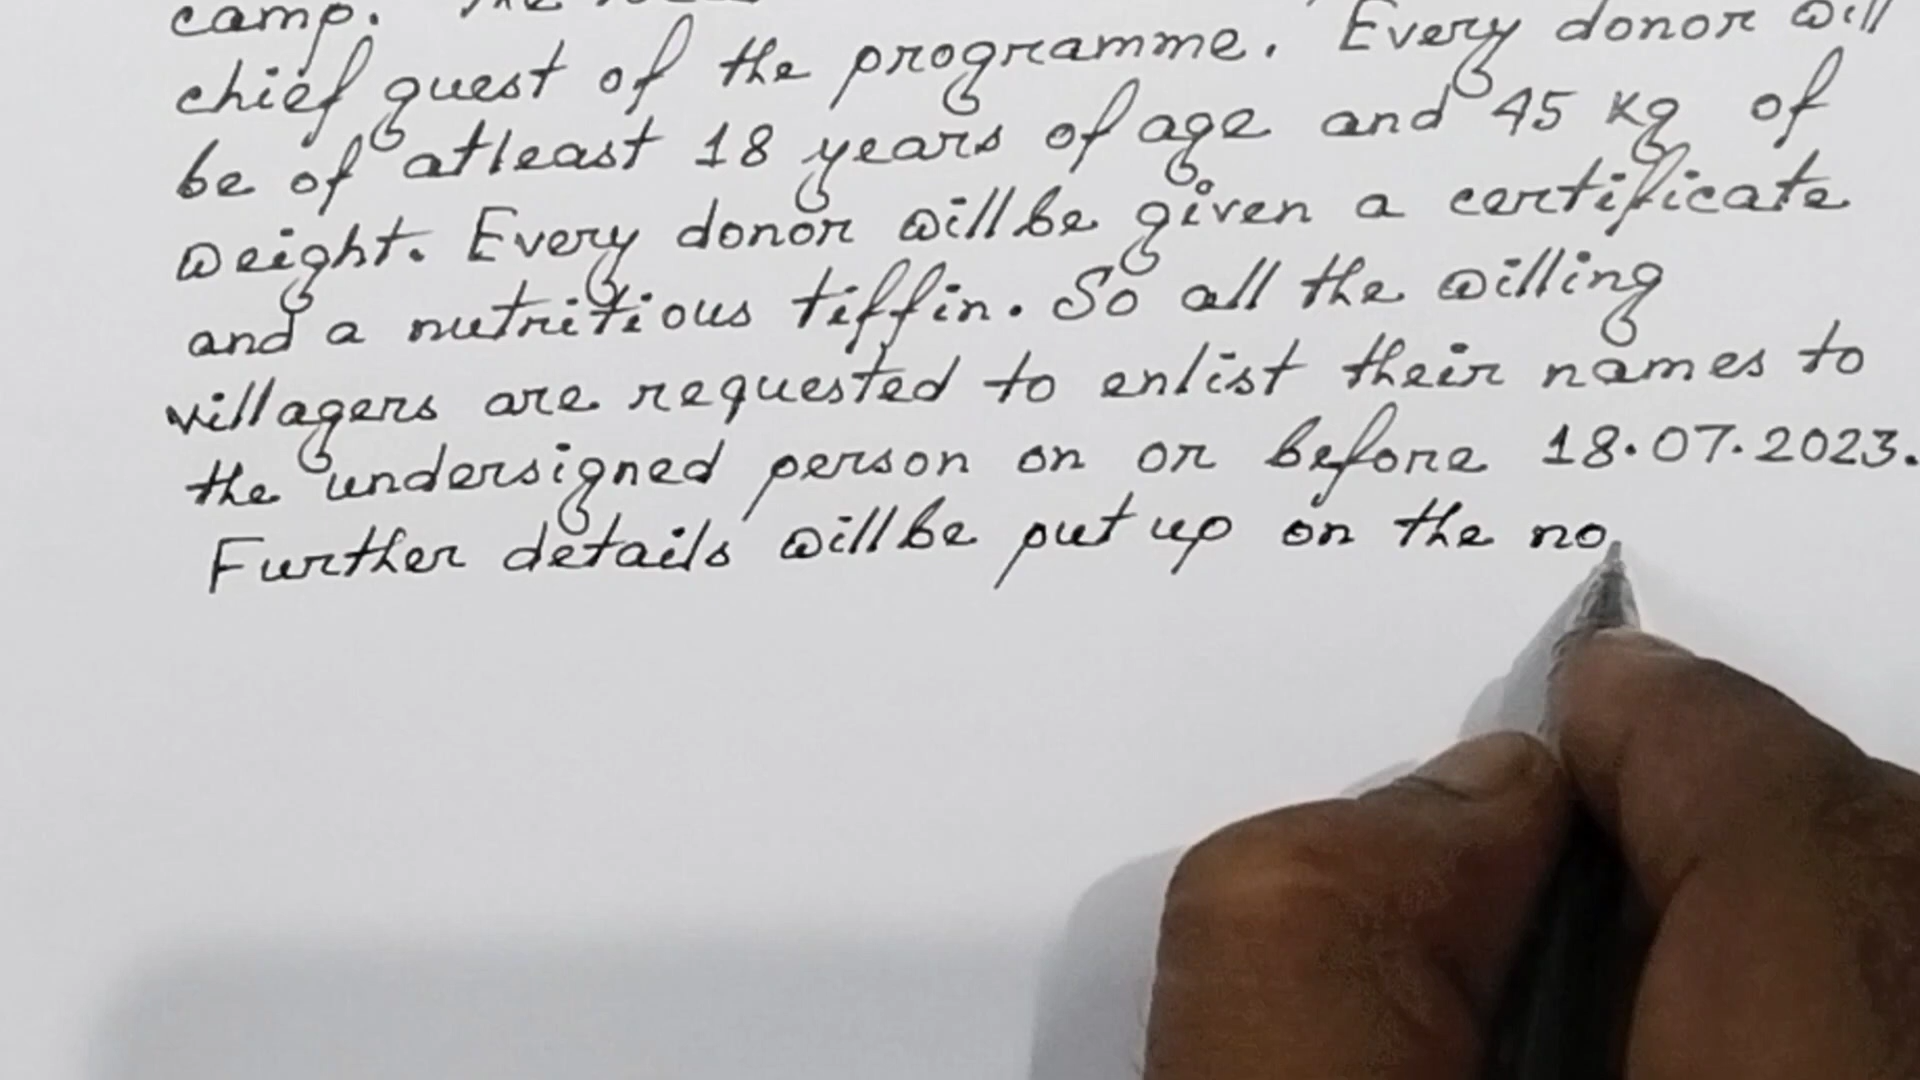 camp. The
chief guest of the programme. Every donor will
be of atleast 18 years of age and 45 kg of
weight. Every donor will be given a certificate
and a nutritious tiffin. So all the willing
villagers are requested to enlist their names to
the undersigned person on or before 18.07.2023.
Further details will be put up on the no